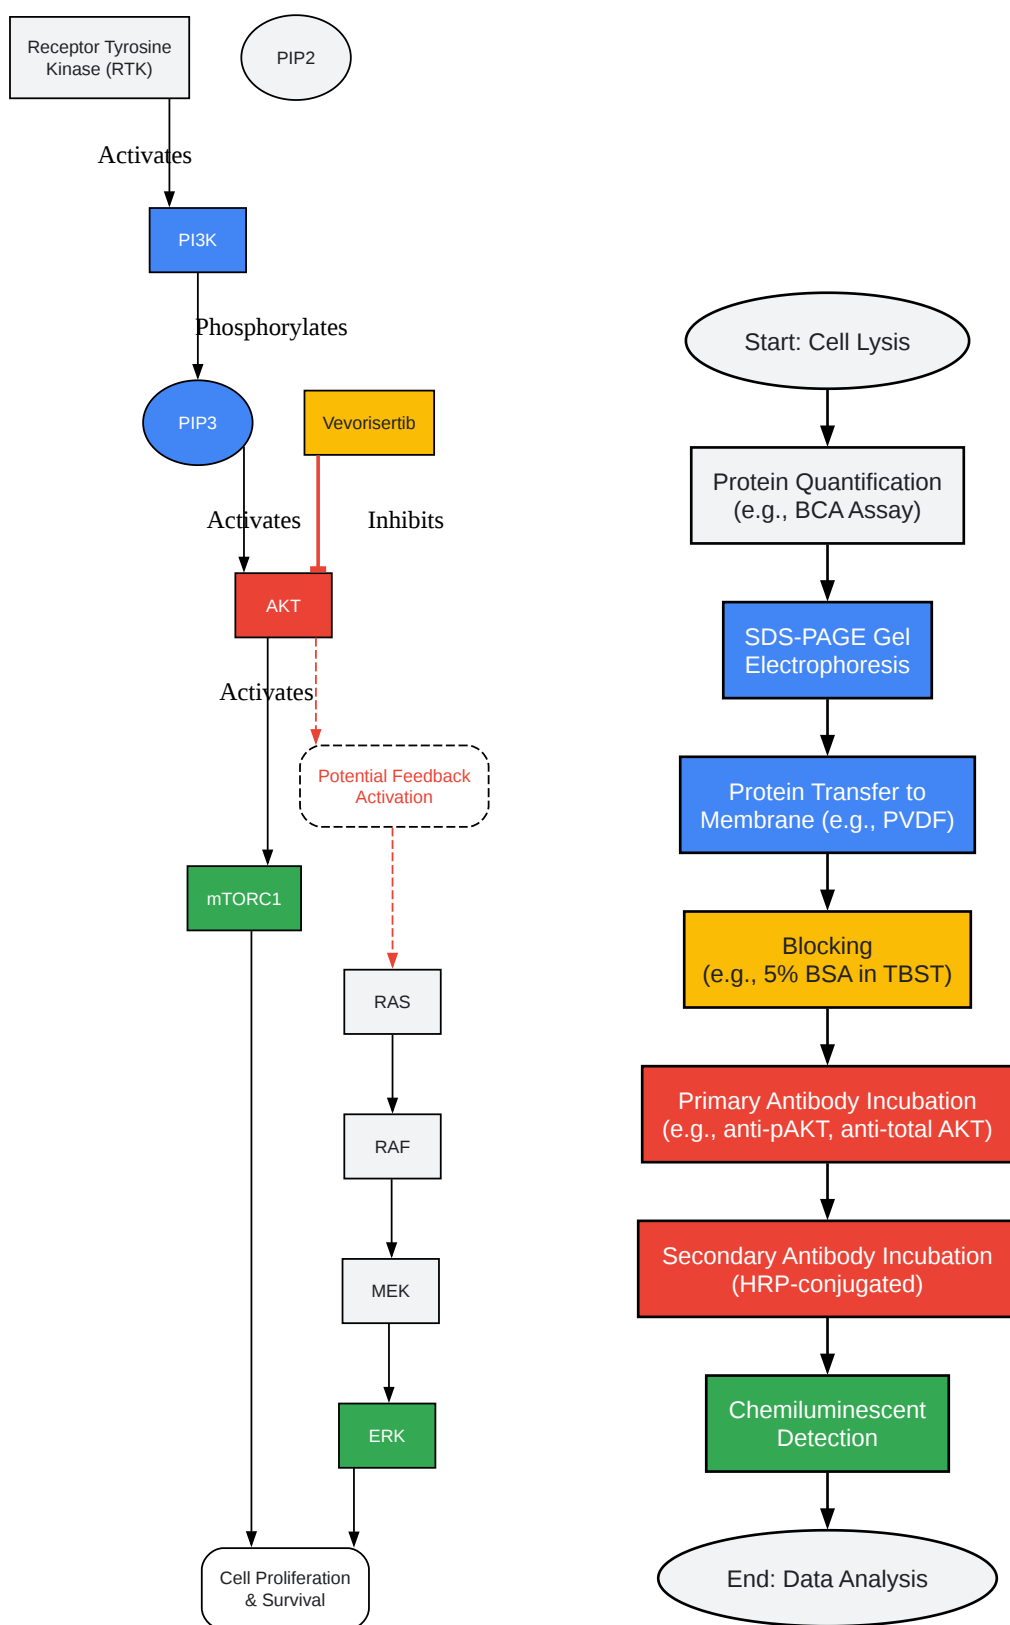 Receptor Tyrosine
Kinase (RTK)
PIP2
Activates
PI3K
Phosphorylates
PIP3
Vevorisertib
Activates
Inhibits
AKT
Activates
Potential Feedback
Activation
mTORC1
RAS
RAF
MEK
ERK
Cell Proliferation
& Survival
Start: Cell Lysis
Protein Quantification
(e.g., BCA Assay)
SDS-PAGE Gel
Electrophoresis
Protein Transfer to
Membrane (e.g., PVDF)
Blocking
(e.g., 5% BSA in TBST)
Primary Antibody Incubation
(e.g., anti-pAKT, anti-total AKT)
Secondary Antibody Incubation
(HRP-conjugated)
Chemiluminescent
Detection
End: Data Analysis